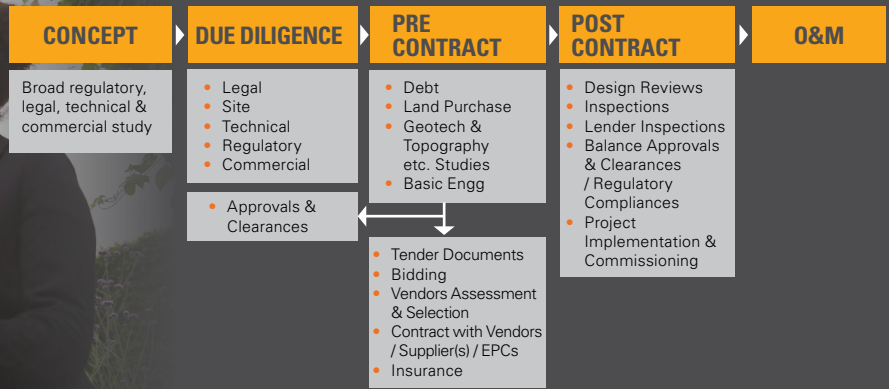 CONCEPT
Broad regulatory,
legal, technical &
commercial study
DUE DILIGENCE
• Legal
• Site
• Technical
• Regulatory
• Commercial
• Approvals &
Clearances
PRE
CONTRACT
• Debt
• Land Purchase
• Geotech &
Topography
etc. Studies
• Basic Engg
• Tender Documents
• Bidding
• Vendors Assessment
& Selection
• Contract with Vendors
/ Supplier(s) / EPCs
• Insurance
POST
CONTRACT
• Design Reviews
• Inspections
• Lender Inspections
• Balance Approvals
& Clearances
/ Regulatory
Compliances
• Project
Implementation &
Commissioning
O&M